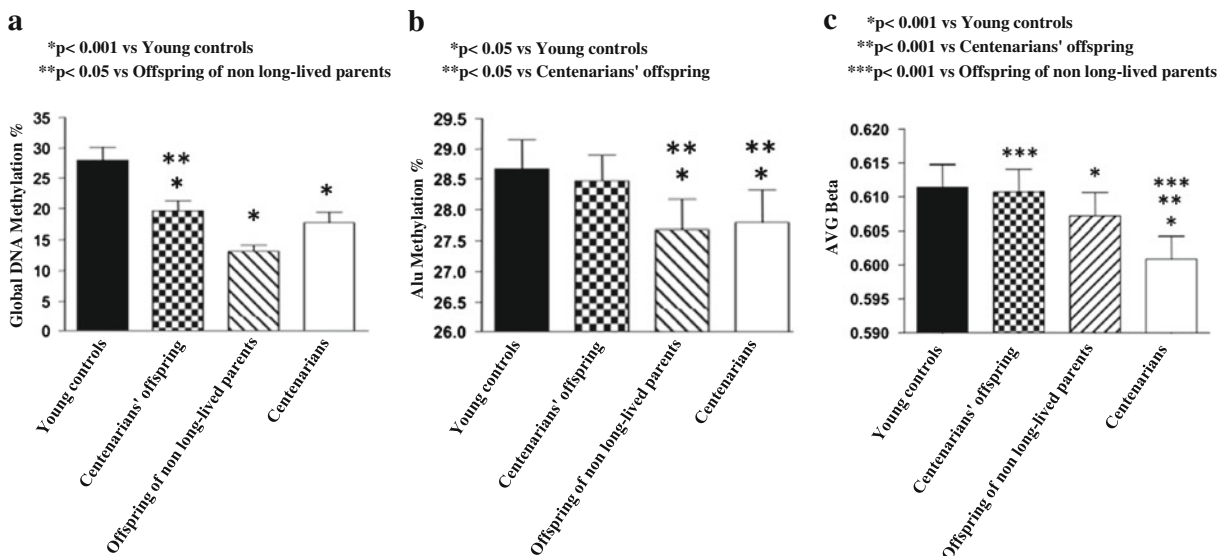 a
*p< 0.001 vs Young controls
**p< 0.05 vs Offspring of non long-lived parents
Global DNA Methylation %
35
30
25
20
15
10
5
0
**
*
*
*
Young controls
Centenarians' offspring
Offspring of non long-lived parents
Centenarians
b
*p< 0.05 vs Young controls
**p< 0.05 vs Centenarians' offspring
Alu Methylation %
29.5
29.0
28.5
28.0
27.5
27.0
26.5
26.0
**
*
**
*
Young controls
Centenarians' offspring
Offspring of non long-lived parents
Centenarians
c
*p< 0.001 vs Young controls
**p< 0.001 vs Centenarians' offspring
***p< 0.001 vs Offspring of non long-lived parents
AVG Beta
0.620
0.615
0.610
0.605
0.600
0.595
0.590
***
*
***
**
*
Young controls
Centenarians' offspring
Offspring of non long-lived parents
Centenarians